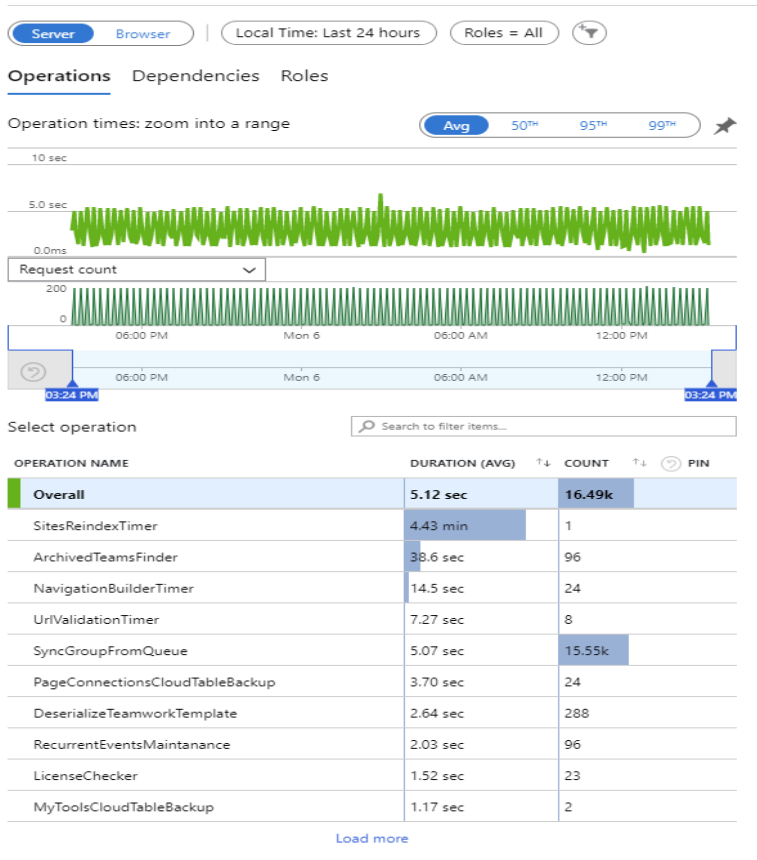 Server Browser Local Time: Last 24 hours Roles = All
Operations Dependencies Roles
Operation times: zoom into a range Avg 50TH 95TH 99TH
10 sec
5.0 sec
0.0ms
Request count
200
0
06:00 PM Mon 6 06:00 AM 12:00 PM
06:00 PM Mon 6 06:00 AM 12:00 PM
03:24 PM 03:24 PM
Select operation Search to filter items...
OPERATION NAME DURATION (AVG) COUNT PIN
Overall 5.12 sec 16.49k
SitesReindexTimer 4.43 min 1
ArchivedTeamsFinder 38.6 sec 96
NavigationBuilderTimer 14.5 sec 24
UrlValidationTimer 7.27 sec 8
SyncGroupFromQueue 5.07 sec 15.55k
PageConnectionsCloudTableBackup 3.70 sec 24
DeserializeTeamworkTemplate 2.64 sec 288
RecurrentEventsMaintanance 2.03 sec 96
LicenseChecker 1.52 sec 23
MyToolsCloudTableBackup 1.17 sec 2
Load more